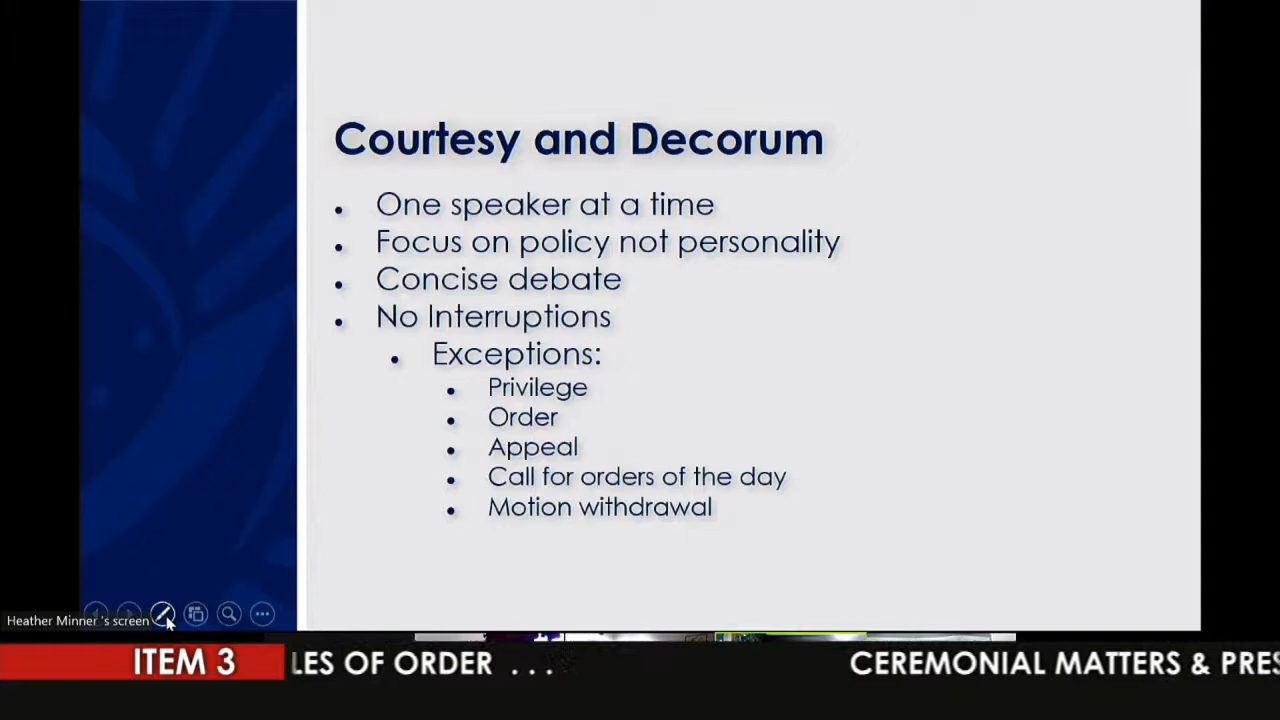 Courtesy and Decorum
One speaker at a time
Focus on policy not personality
Concise debate
No Interruptions
Exceptions:
Privilege
Order
Appeal
Call for orders of the day
Motion withdrawal
Heather Minner 's screen
ITEM 3 LES OF ORDER . . . CEREMONIAL MATTERS & PRES